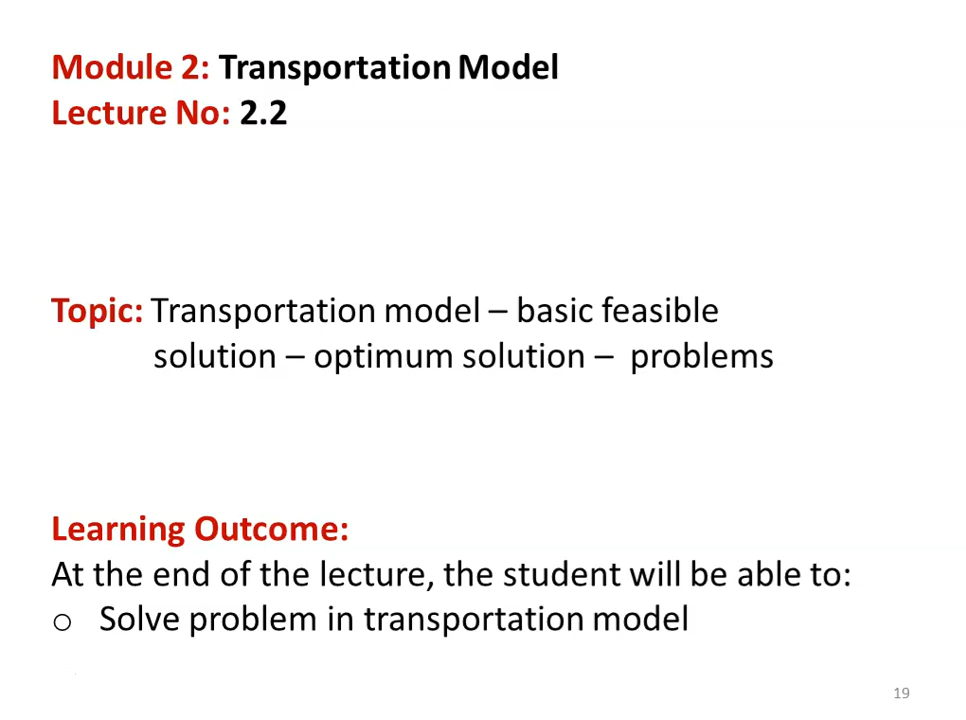 Module 2: Transportation Model
Lecture No: 2.2
Topic: Transportation model – basic feasible
solution – optimum solution – problems
Learning Outcome:
At the end of the lecture, the student will be able to:
o Solve problem in transportation model
19